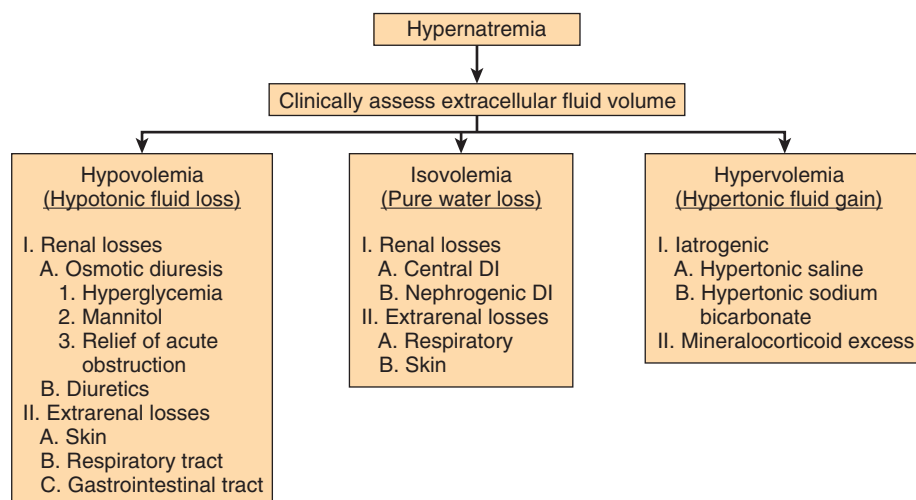 Hypernatremia
Clinically assess extracellular fluid volume
Hypovolemia
(Hypotonic fluid loss)
I. Renal losses
A. Osmotic diuresis
1. Hyperglycemia
2. Mannitol
3. Relief of acute
obstruction
B. Diuretics
II. Extrarenal losses
A. Skin
B. Respiratory tract
C. Gastrointestinal tract
Isovolemia
(Pure water loss)
I. Renal losses
A. Central DI
B. Nephrogenic DI
II. Extrarenal losses
A. Respiratory
B. Skin
Hypervolemia
(Hypertonic fluid gain)
I. Iatrogenic
A. Hypertonic saline
B. Hypertonic sodium
bicarbonate
II. Mineralocorticoid excess